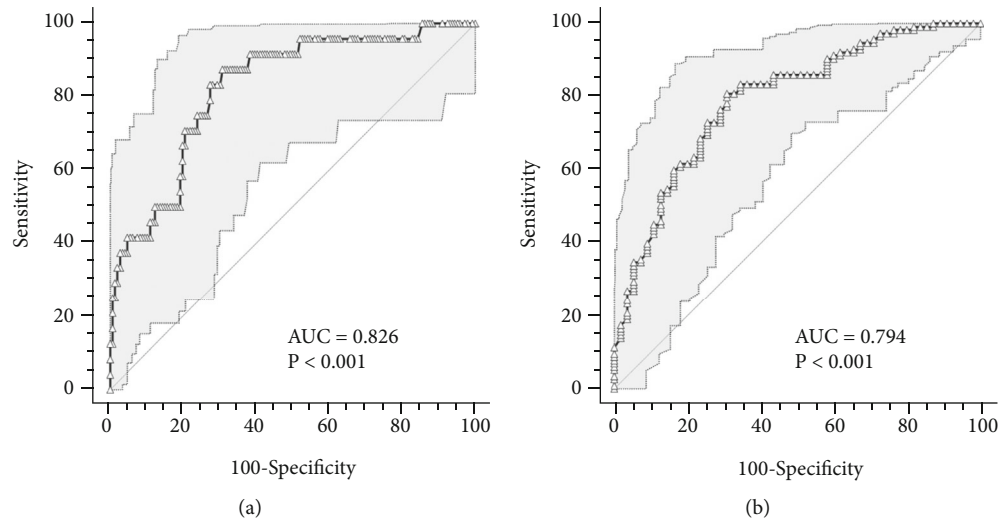 100
80
60
40
20
0
Sensitivity
AUC = 0.826
P < 0.001
0 20 40 60 80 100
100-Specificity
(a)
100
80
60
40
20
0
Sensitivity
AUC = 0.794
P < 0.001
0 20 40 60 80 100
100-Specificity
(b)